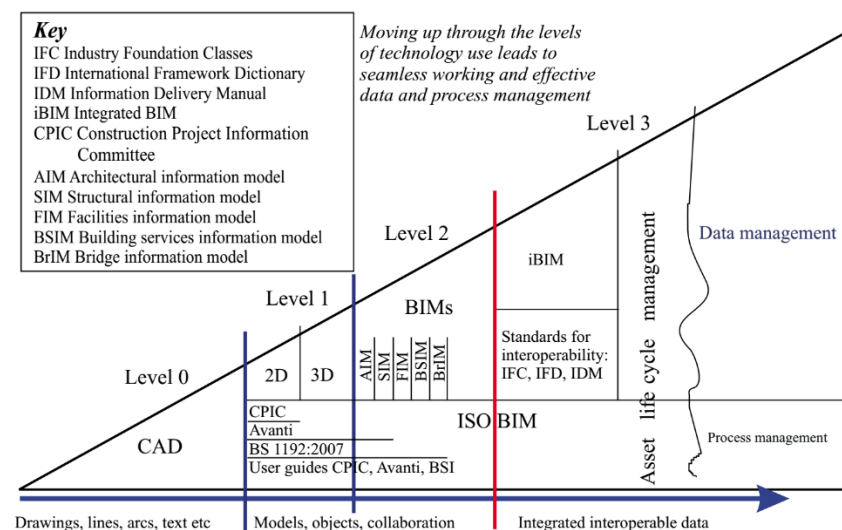 Key
IFC Industry Foundation Classes
IFD International Framework Dictionary
IDM Information Delivery Manual
iBIM Integrated BIM
CPIC Construction Project Information
Committee
AIM Architectural information model
SIM Structural information model
FIM Facilities information model
BSIM Building services information model
BrIM Bridge information model
Moving up through the levels
of technology use leads to
seamless working and effective
data and process management
Level 3
Level 2
Level 1
Level 0
Data management
iBIM
BIMs
Standards for
interoperability:
IFC, IFD, IDM
2D
3D
AIM
SIM
FIM
BSIM
BrIM
Asset life cycle management
CPIC
Avanti
BS 1192:2007
User guides CPIC, Avanti, BSI
ISO BIM
CAD
Process management
Drawings, lines, arcs, text etc
Models, objects, collaboration
Integrated interoperable data